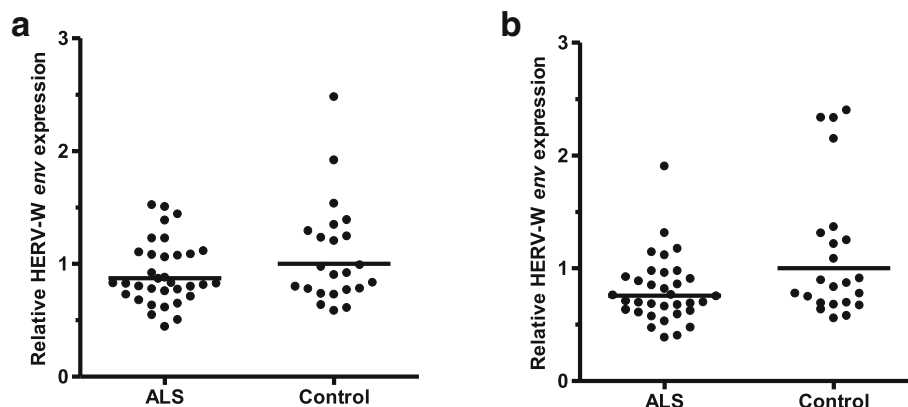 a
Relative HERV-W env expression
3
2
1
0
ALS
Control
b
Relative HERV-W env expression
3
2
1
0
ALS
Control